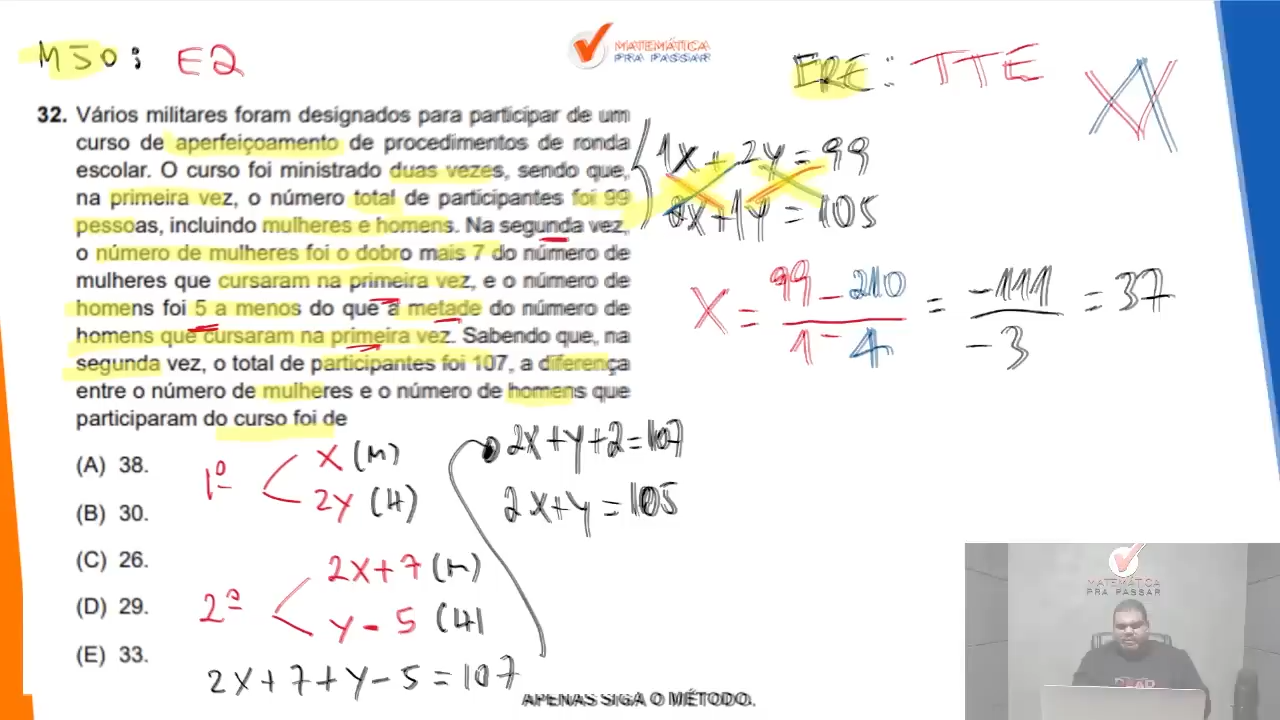 M50: E2
MATEMÁTICA
PRA PASSAR
ERE: TTE
32. Vários militares foram designados para participar de um
curso de aperfeiçoamento de procedimentos de ronda
escolar. O curso foi ministrado duas vezes, sendo que,
na primeira vez, o número total de participantes foi 99
pessoas, incluindo mulheres e homens. Na segunda vez,
o número de mulheres foi o dobro mais 7 do número de
mulheres que cursaram na primeira vez, e o número de
homens foi 5 a menos do que a metade do número de
homens que cursaram na primeira vez. Sabendo que, na
segunda vez, o total de participantes foi 107, a diferença
entre o número de mulheres e o número de homens que
participaram do curso foi de
(A) 38.
(B) 30.
(C) 26.
(D) 29.
(E) 33.
1º
x (m)
2y (H)
2º
2x+7 (m)
y-5 (H)
2x+7+y-5=107
2x+y+2=107
2x+y=105
1x+2y=99
2x+1y=105
X = 99-210 / 1-4 = -111 / -3 = 37
MATEMÁTICA
PRA PASSAR
APENAS SIGA O MÉTODO.